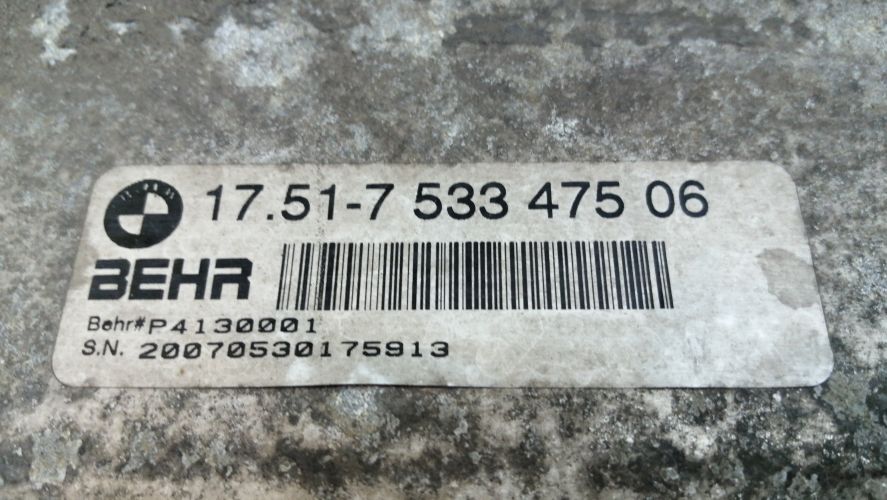 17.51-7 533 475 06
BEHR
Behr#P4130001
S.N. 20070530175913